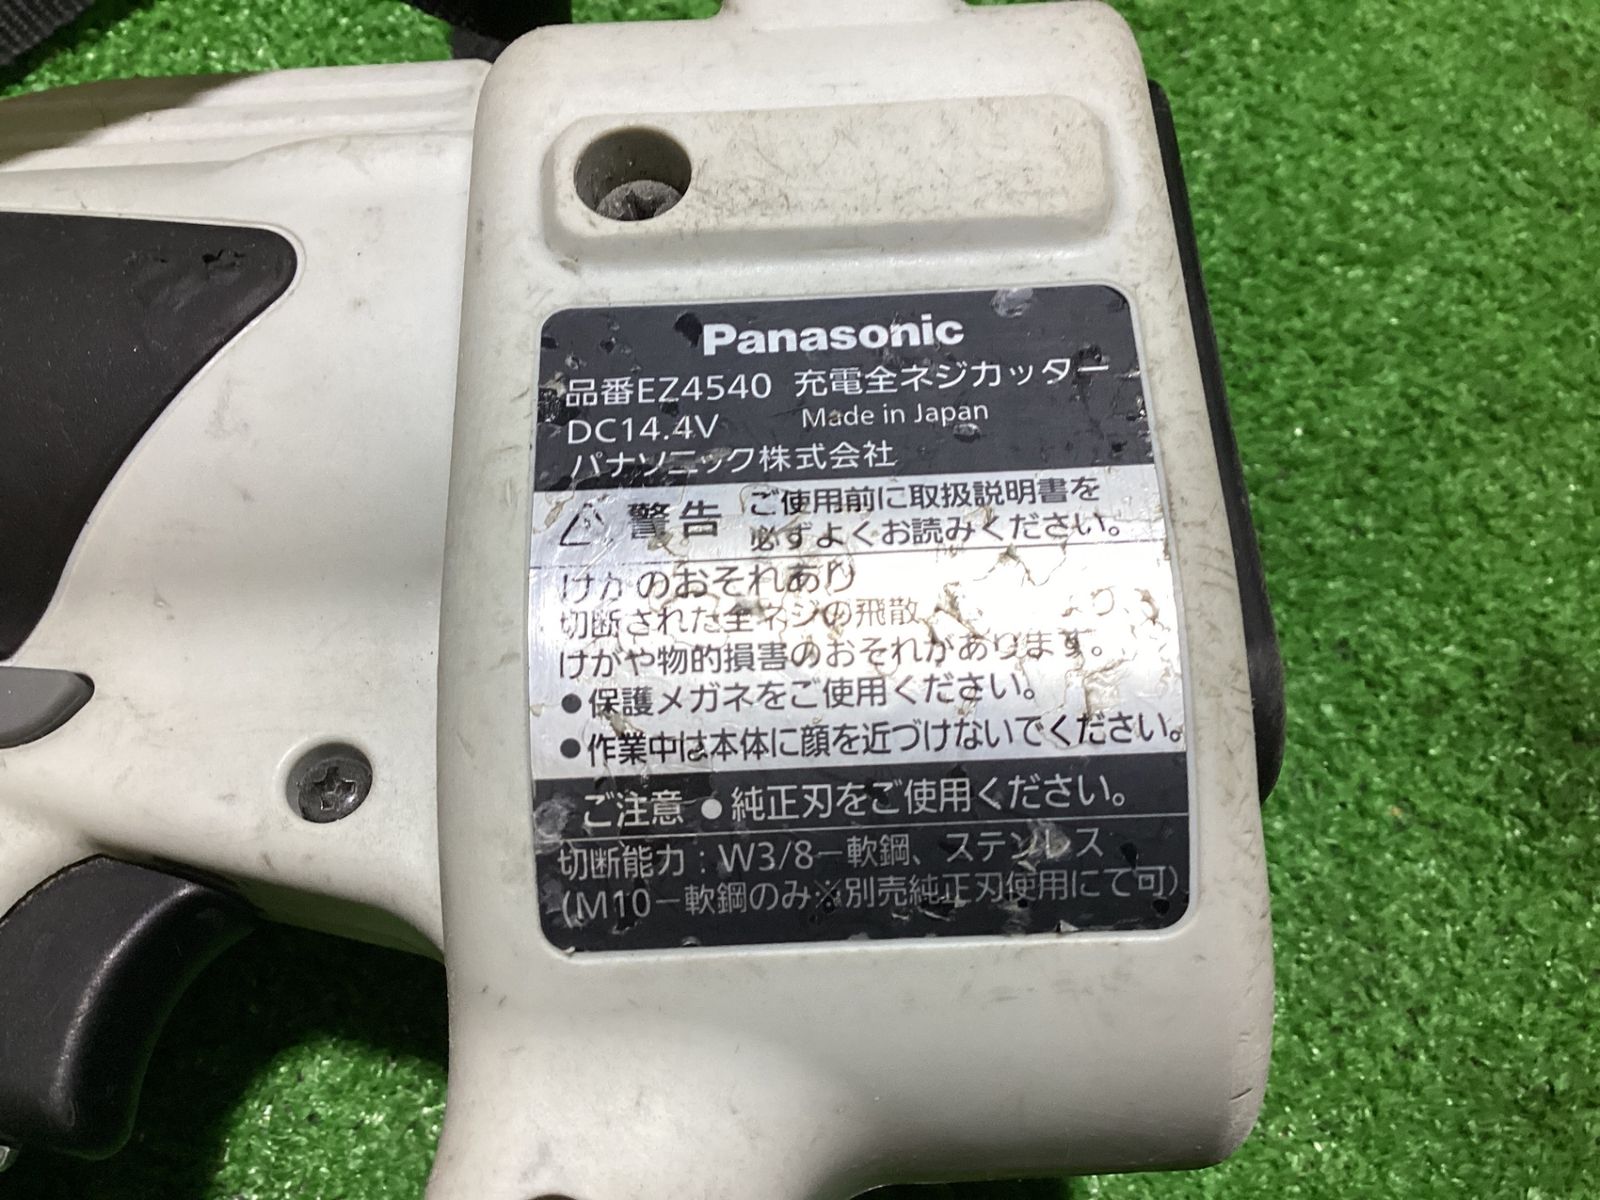 Panasonic
品番EZ4540 充電全ネジカッター
DC14.4V Made in Japan
パナソニック株式会社
警告 ご使用前に取扱説明書を
必ずよくお読みください。
けがのおそれあり
切断された全ネジの飛散 より、
けがや物的損害のおそれがあります。
●保護メガネをご使用ください。
●作業中は本体に顔を近づけないでください。
ご注意 ●純正刃をご使用ください。
切断能力：W3/8－軟鋼、ステンレス
(M10－軟鋼のみ※別売純正刃使用にて可)